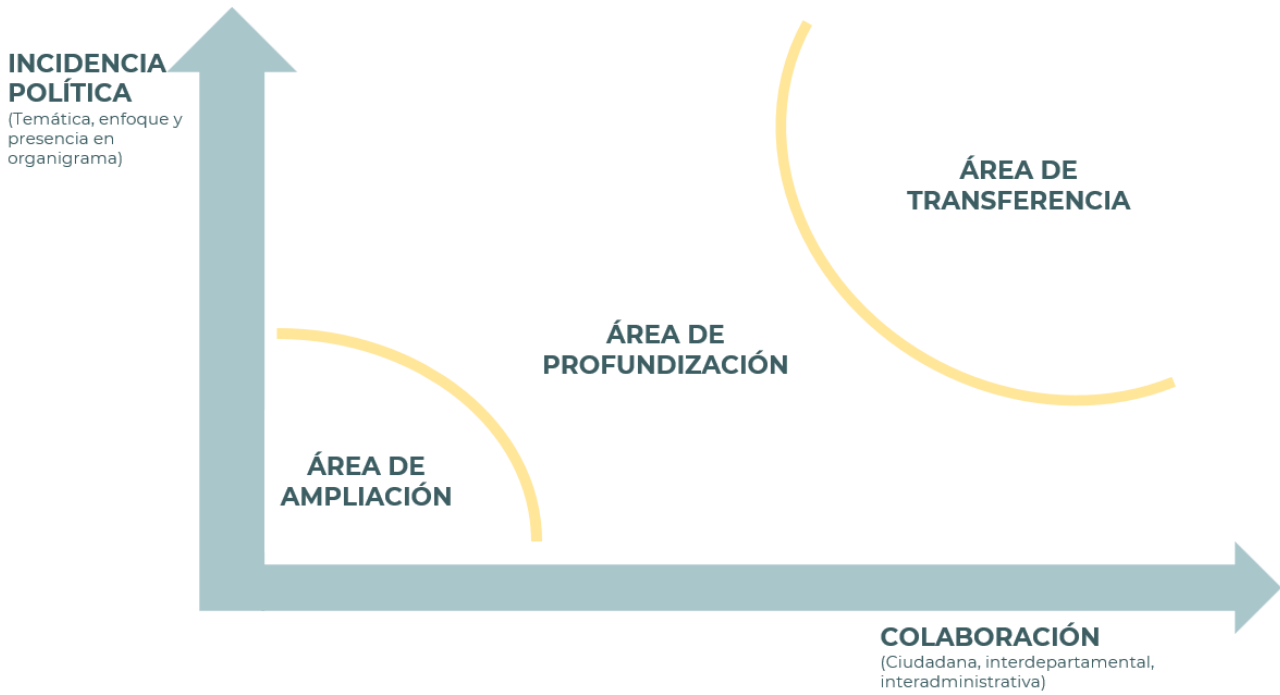 INCIDENCIA
POLÍTICA
(Temática, enfoque y
presencia en
organigrama)
ÁREA DE
TRANSFERENCIA
ÁREA DE
PROFUNDIZACIÓN
ÁREA DE
AMPLIACIÓN
COLABORACIÓN
(Ciudadana, interdepartamental,
interadministrativa)